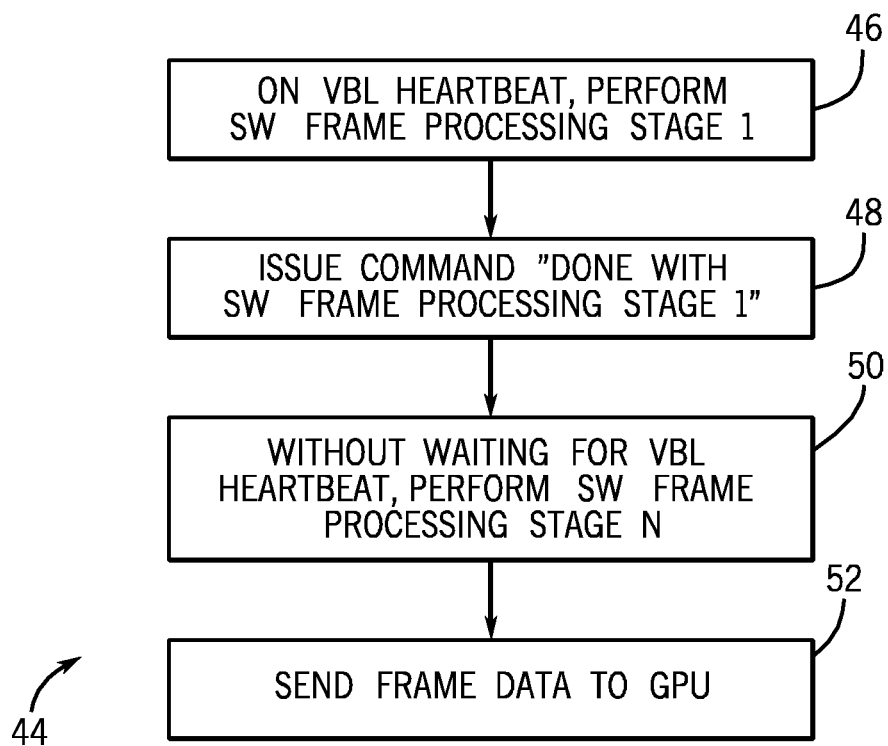 46
ON VBL HEARTBEAT, PERFORM
SW FRAME PROCESSING STAGE 1
48
ISSUE COMMAND "DONE WITH
SW FRAME PROCESSING STAGE 1"
50
WITHOUT WAITING FOR VBL
HEARTBEAT, PERFORM SW FRAME
PROCESSING STAGE N
52
SEND FRAME DATA TO GPU
44